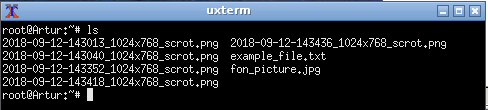 uxterm
root@Artur:~# ls
2018-09-12-143013_1024x768_scrot.png  2018-09-12-143436_1024x768_scrot.png
2018-09-12-143040_1024x768_scrot.png  example_file.txt
2018-09-12-143352_1024x768_scrot.png  fon_picture.jpg
2018-09-12-143418_1024x768_scrot.png
root@Artur:~#